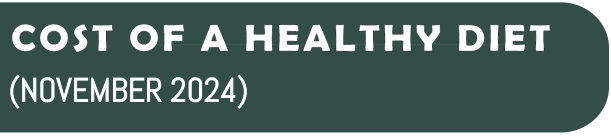 COST OF A HEALTHY DIET
(NOVEMBER 2024)